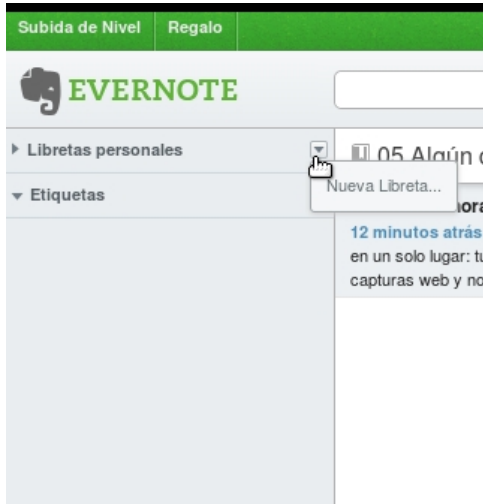 Subida de Nivel
Regalo
EVERNOTE
Libretas personales
Etiquetas
05 Algún
Nueva Libreta...
12 minutos atrás
en un solo lugar:
capturas web y